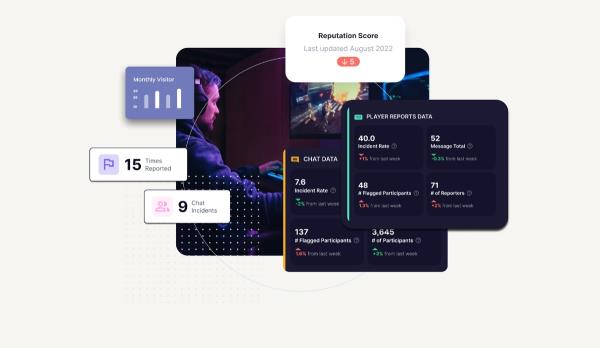 Reputation Score
Last updated August 2022
↓ 5
Monthly Visitor
15 Times
Reported
9 Chat
Incidents
PLAYER REPORTS DATA
40.0
Incident Rate
+1% from last week
52
Message Total
-0.3% from last week
48
# Flagged Participants
1.3% from last week
71
# of Reporters
+2% from last week
CHAT DATA
7.6
Incident Rate
-2% from last week
137
# Flagged Participants
1.6% from last week
3,645
# of Participants
+3% from last week